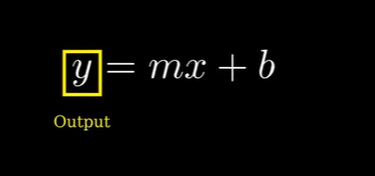 y = mx + b
Output